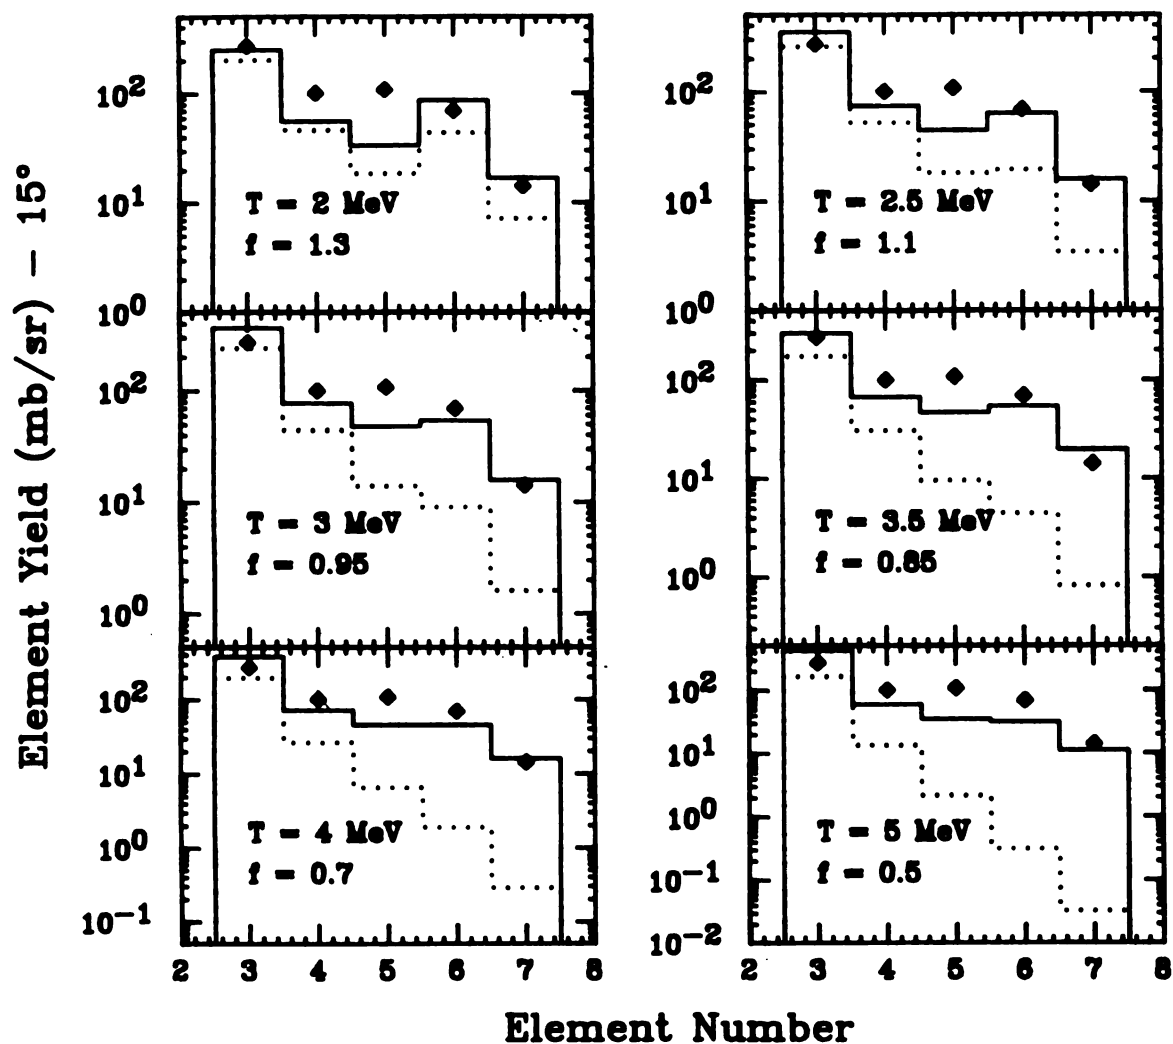 Element Yield (mb/sr) — 15°
10²
10¹
10⁰
T = 2 MeV
f = 1.3
10²
10¹
10⁰
T = 2.5 MeV
f = 1.1
10²
10¹
10⁰
T = 3 MeV
f = 0.95
10²
10¹
10⁰
T = 3.5 MeV
f = 0.85
10²
10¹
10⁰
10⁻¹
T = 4 MeV
f = 0.7
2 3 4 5 6 7 8
10²
10¹
10⁰
10⁻¹
10⁻²
T = 5 MeV
f = 0.5
2 3 4 5 6 7 8
Element Number